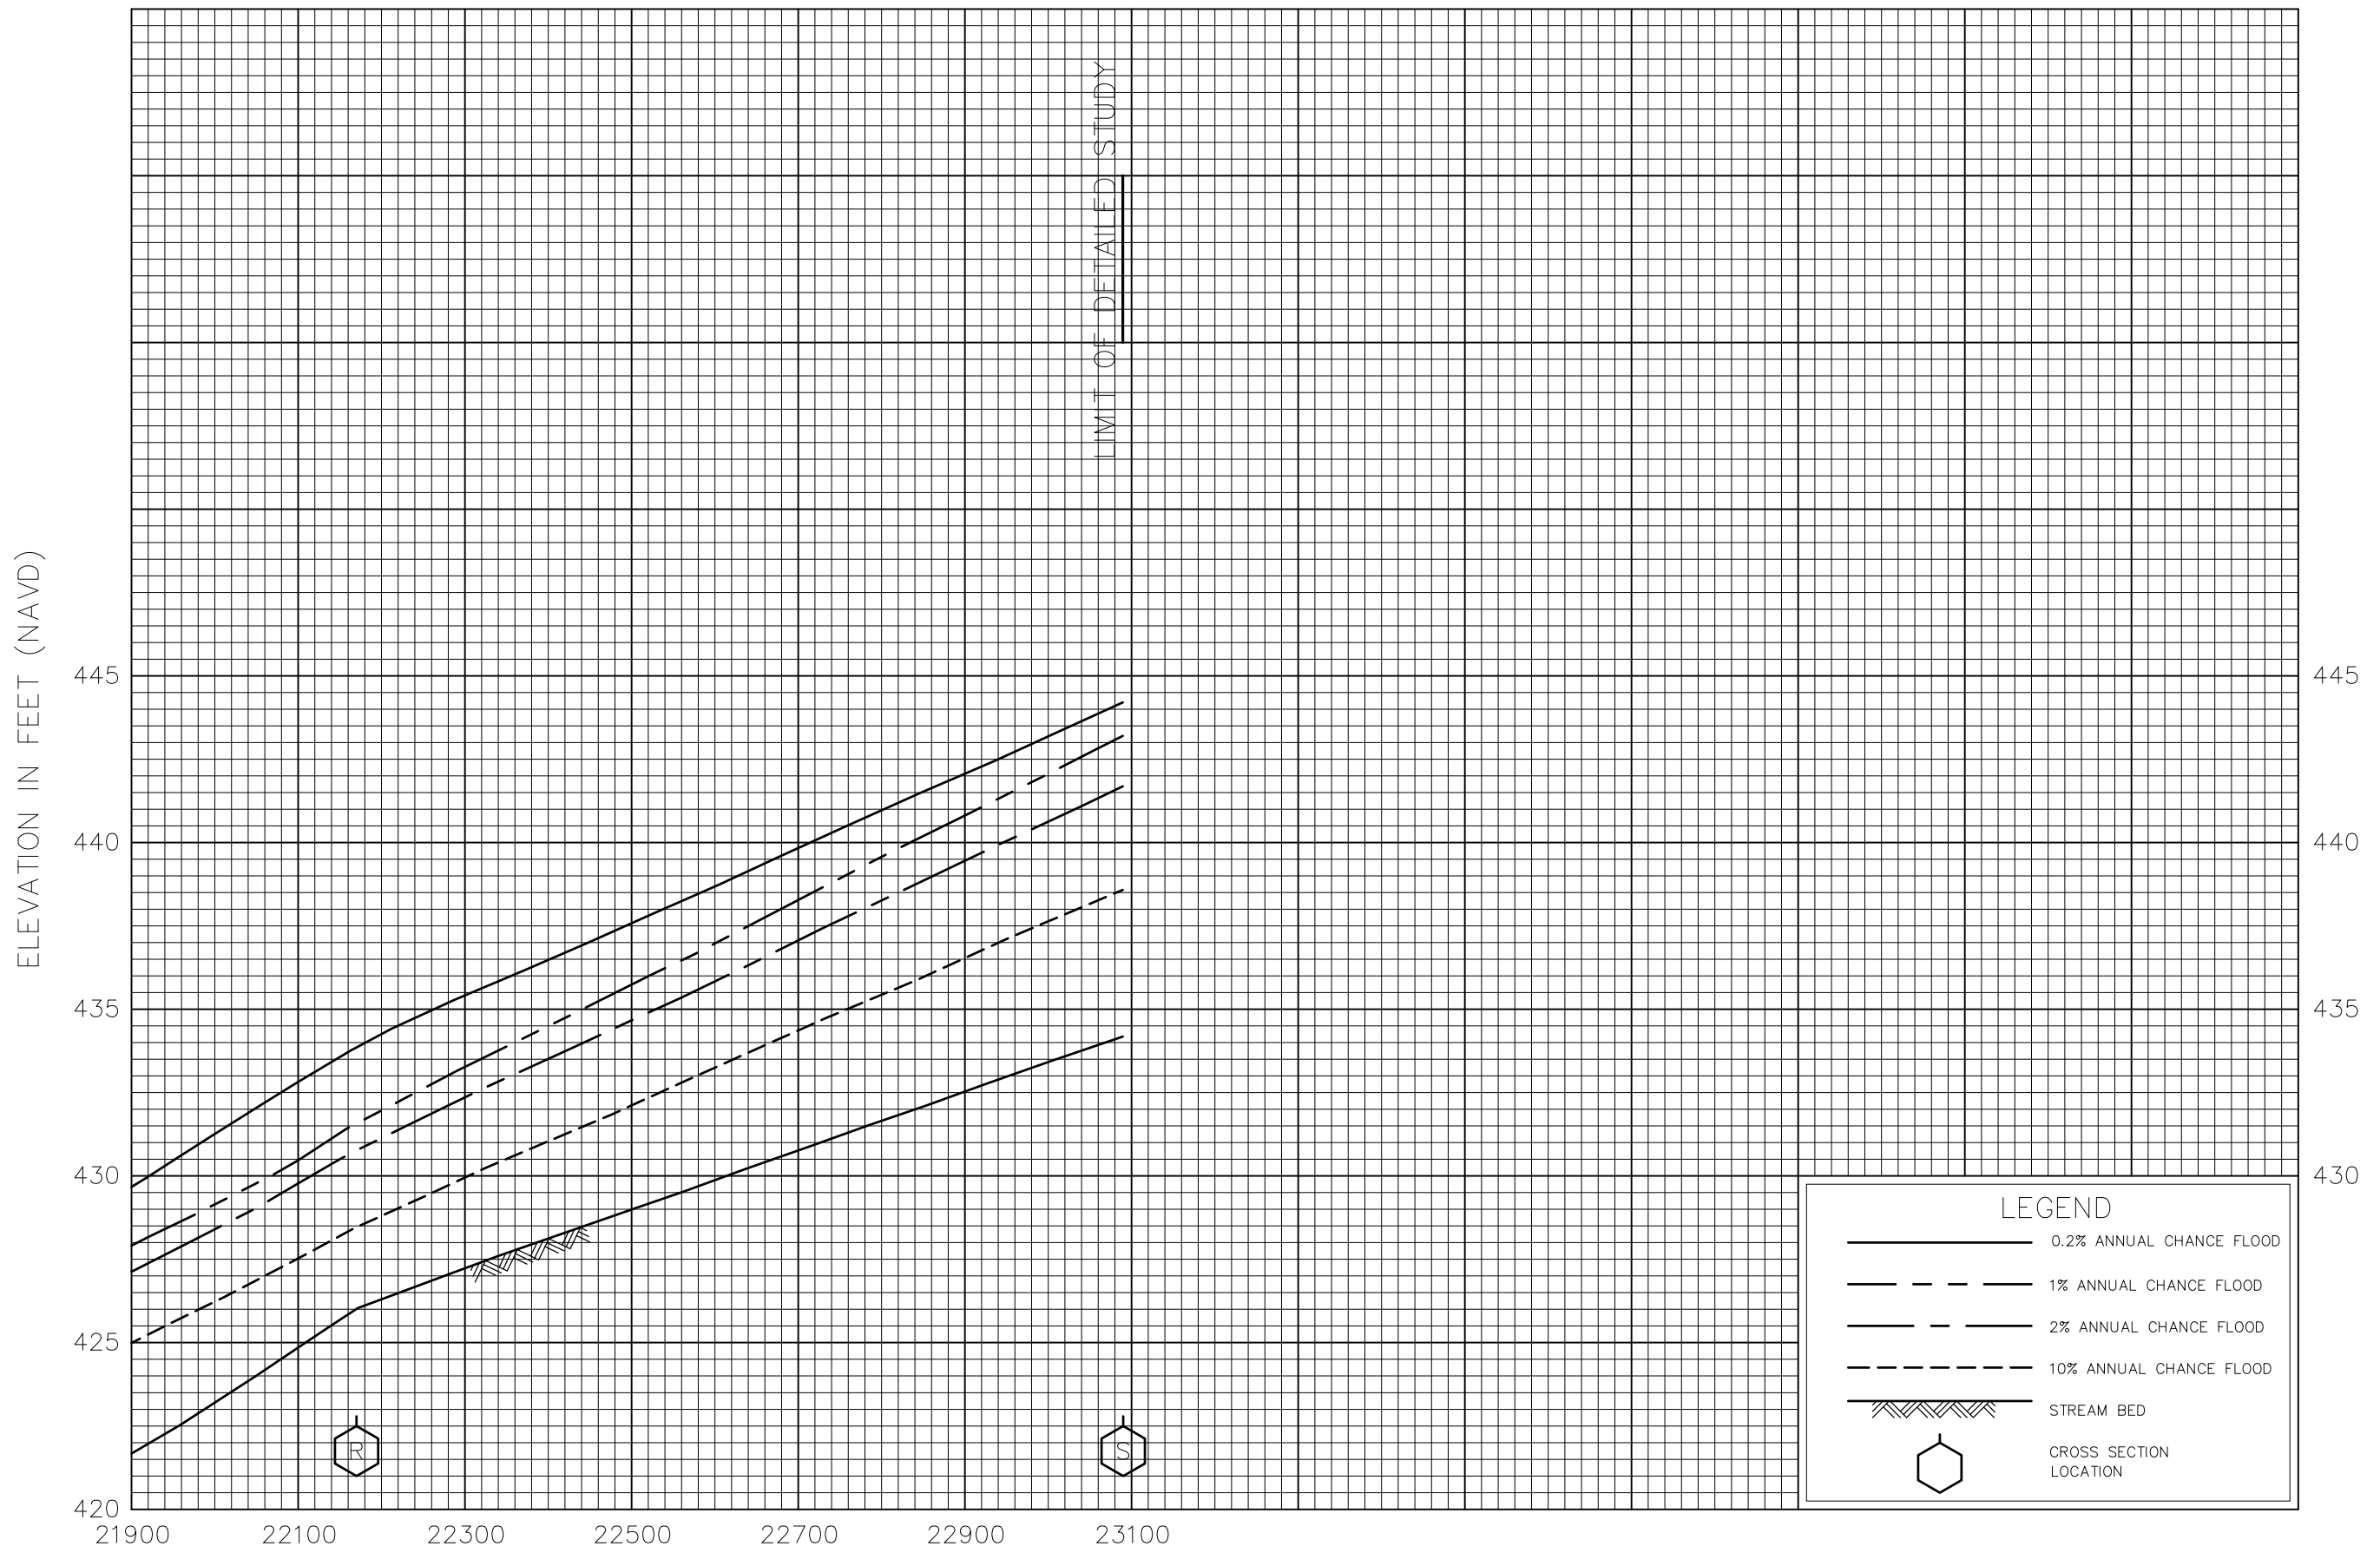 LIMIT OF DETAILED STUDY
ELEVATION IN FEET (NAVD)
445
445
440
440
435
435
430
430
425
420
LEGEND
0.2% ANNUAL CHANCE FLOOD
1% ANNUAL CHANCE FLOOD
2% ANNUAL CHANCE FLOOD
10% ANNUAL CHANCE FLOOD
STREAM BED
CROSS SECTION
LOCATION
R
S
21900
22100
22300
22500
22700
22900
23100